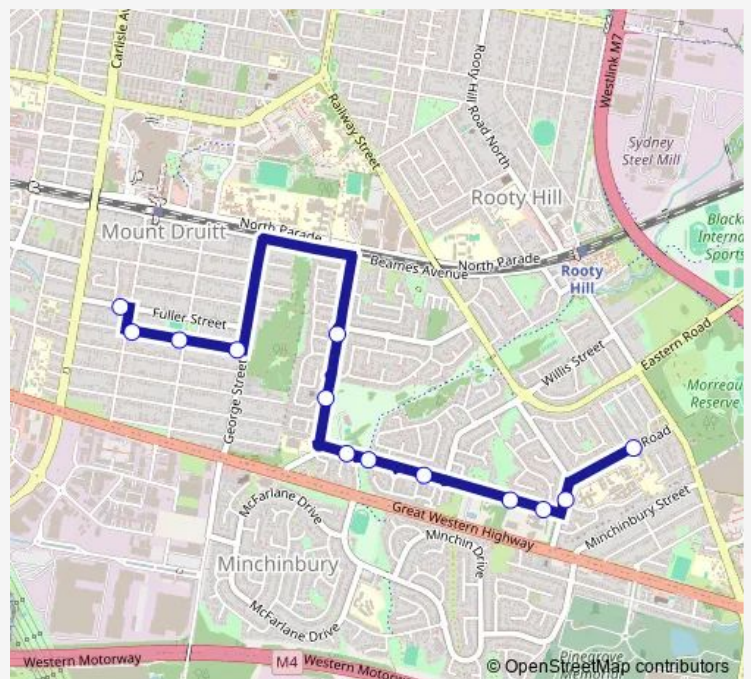 Carlisle Av
Railway Street
Rooty Hill Road North
Westlink M7
Sydney
Steel Mill
Rooty Hill
Mount Druitt
North Parade
Beames Avenue
North Parade
Rooty
Hill
Black
Interna
Sports
Fuller Street
Eastern Road
Willis Street
Morreau
Reserve
George Street
Road
Great Western Highway
Minchinbury Street
McFarlane Drive
Minchin Drive
Minchinbury
McFarlane Drive
Pinegrove
Memorial
Western Motorway
M4
Western Motorw
© OpenStreetMap contributors